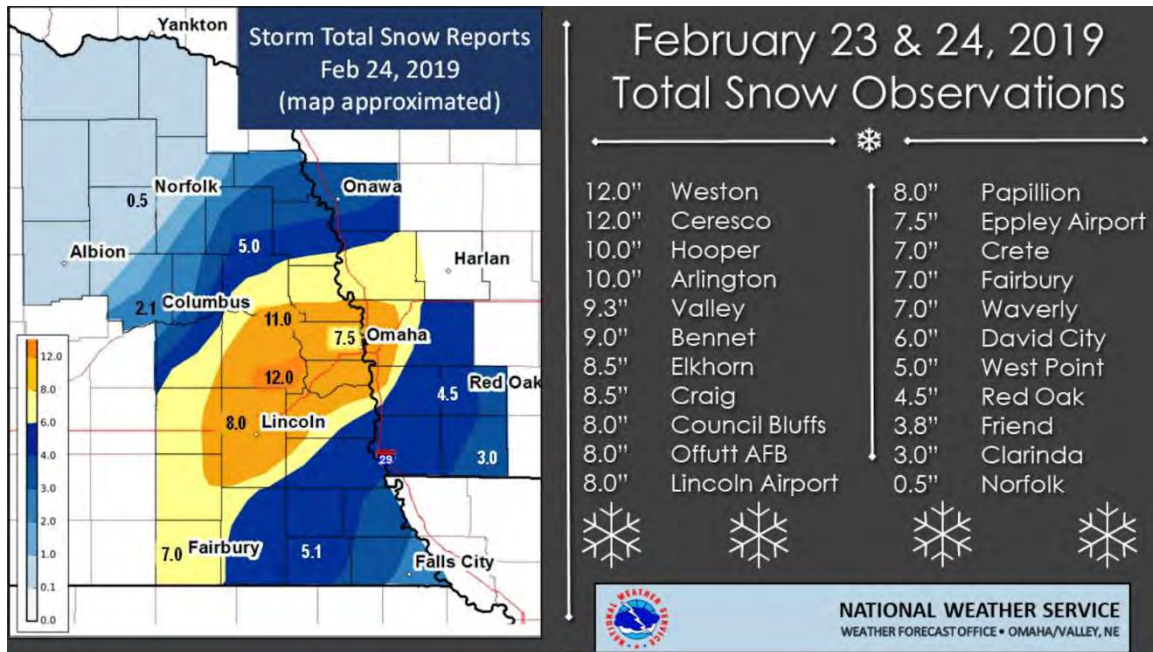 Yankton
Storm Total Snow Reports
Feb 24, 2019
(map approximated)
Norfolk
0.5
Onawa
Albion
5.0
Harlan
Columbus
2.1
11.0
7.5
Omaha
12.0
Red Oak
4.5
8.0
Lincoln
29
3.0
7.0
Fairbury
5.1
Falls City
12.0
8.0
6.0
4.0
3.0
2.0
1.0
0.1
0.0
February 23 & 24, 2019
Total Snow Observations
12.0” Weston
12.0” Ceresco
10.0” Hooper
10.0” Arlington
9.3” Valley
9.0” Bennet
8.5” Elkhorn
8.5” Craig
8.0” Council Bluffs
8.0” Offutt AFB
8.0” Lincoln Airport
8.0” Papillion
7.5” Eppley Airport
7.0” Crete
7.0” Fairbury
7.0” Waverly
6.0” David City
5.0” West Point
4.5” Red Oak
3.8” Friend
3.0” Clarinda
0.5” Norfolk
NATIONAL WEATHER SERVICE
NATIONAL WEATHER SERVICE
WEATHER FORECAST OFFICE • OMAHA/VALLEY, NE